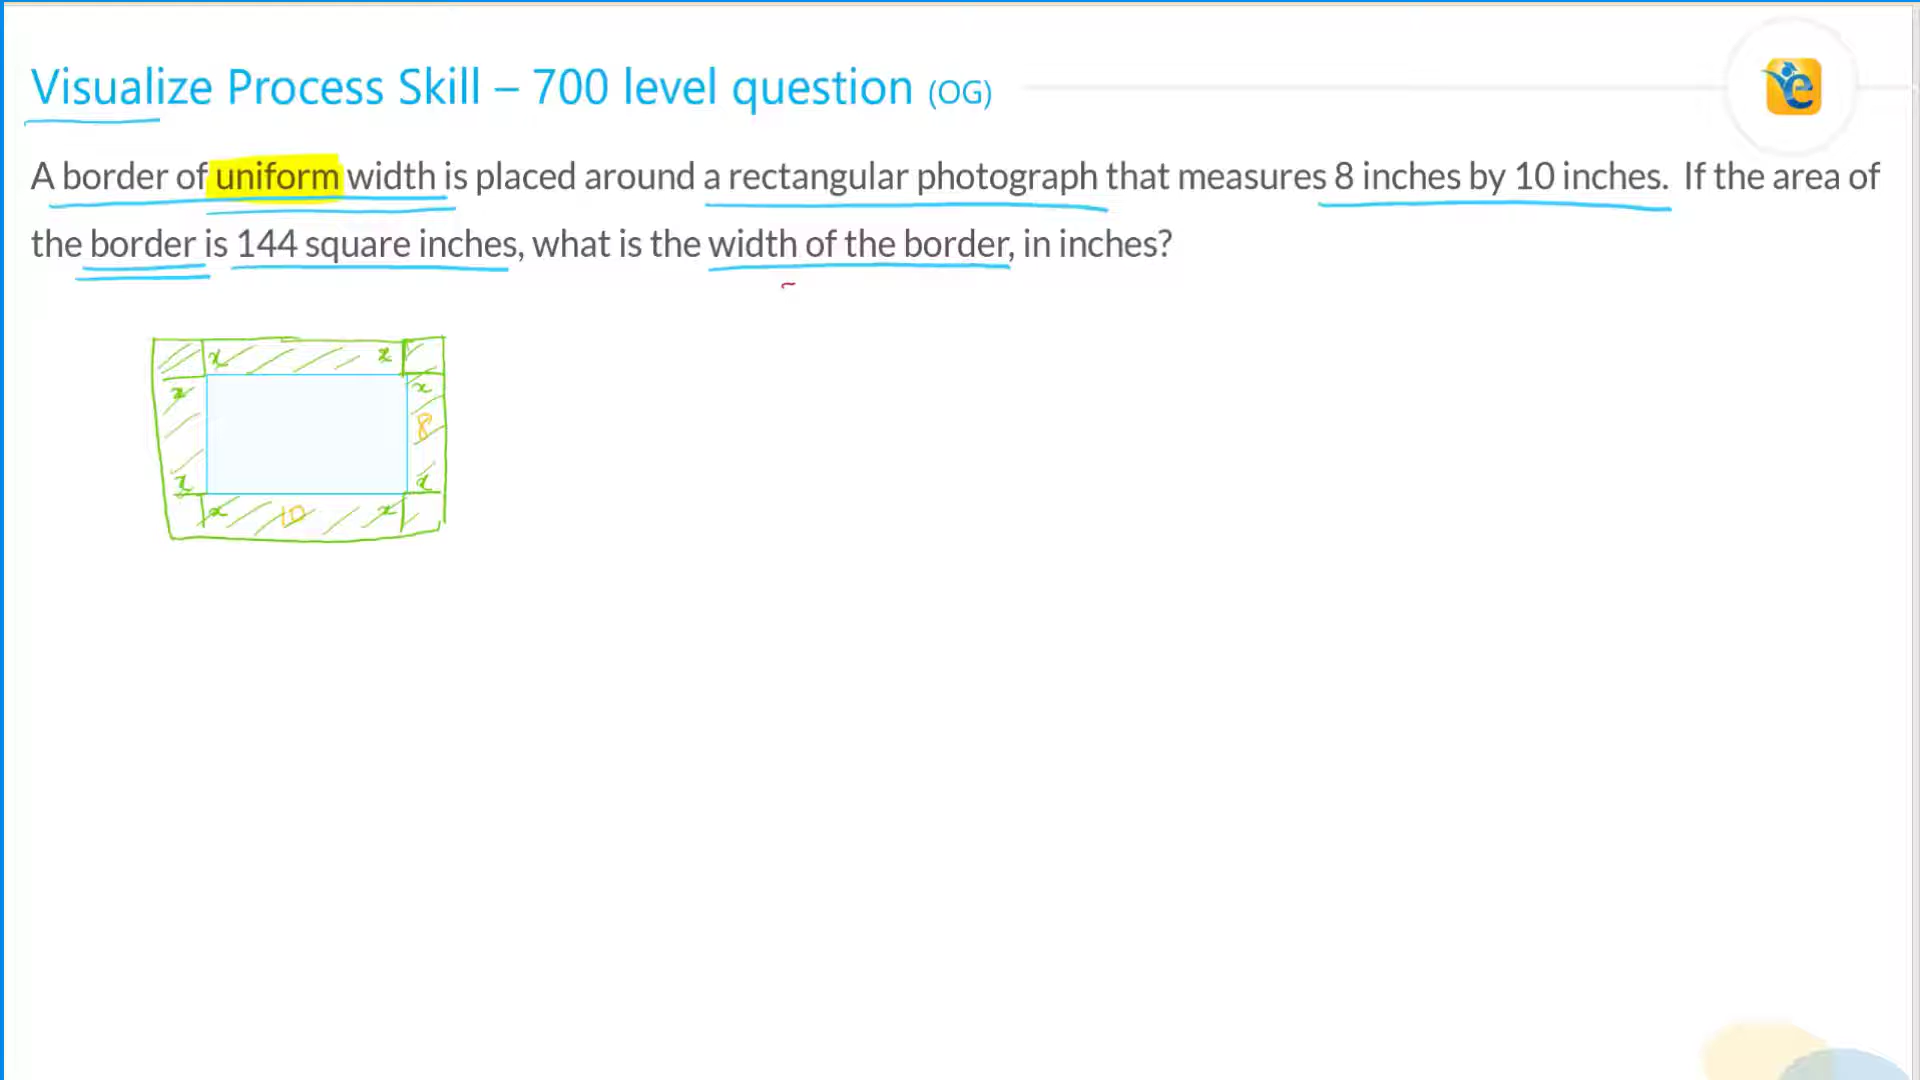 Visualize Process Skill – 700 level question (OG)
A border of uniform width is placed around a rectangular photograph that measures 8 inches by 10 inches. If the area of
the border is 144 square inches, what is the width of the border, in inches?
x x
x x
8
x x
x 10 x
e